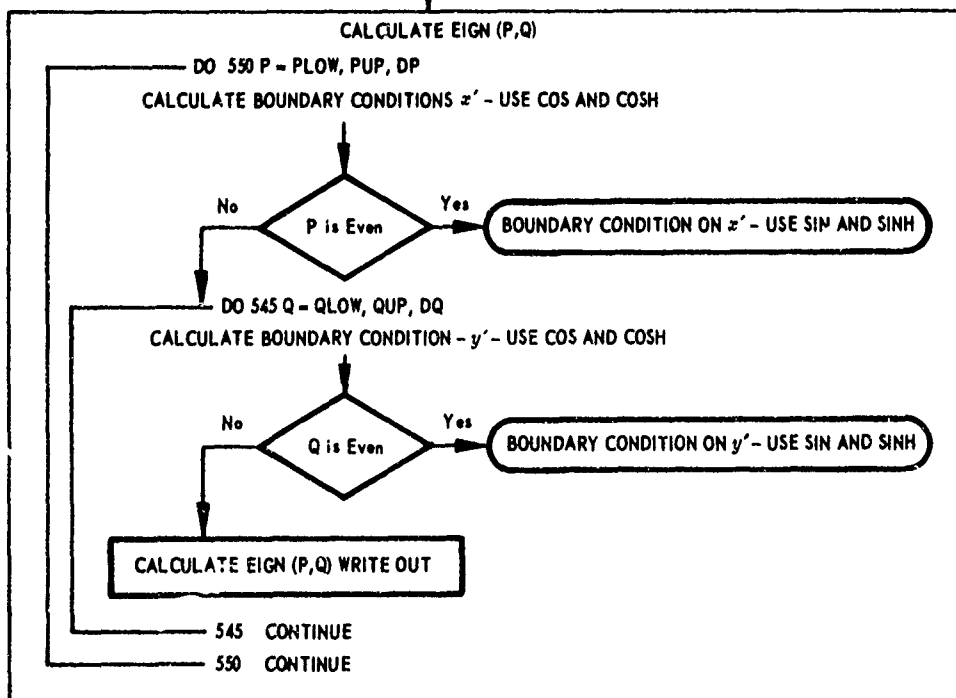 CALCULATE EIGN (P,Q)
DO 550 P = PLOW, PUP, DP
CALCULATE BOUNDARY CONDITIONS x′ - USE COS AND COSH
No
Yes
P is Even
BOUNDARY CONDITION ON x′ - USE SIN AND SINH
DO 545 Q = QLOW, QUP, DQ
CALCULATE BOUNDARY CONDITION - y′ - USE COS AND COSH
No
Yes
Q is Even
BOUNDARY CONDITION ON y′ - USE SIN AND SINH
CALCULATE EIGN (P,Q) WRITE OUT
545 CONTINUE
550 CONTINUE